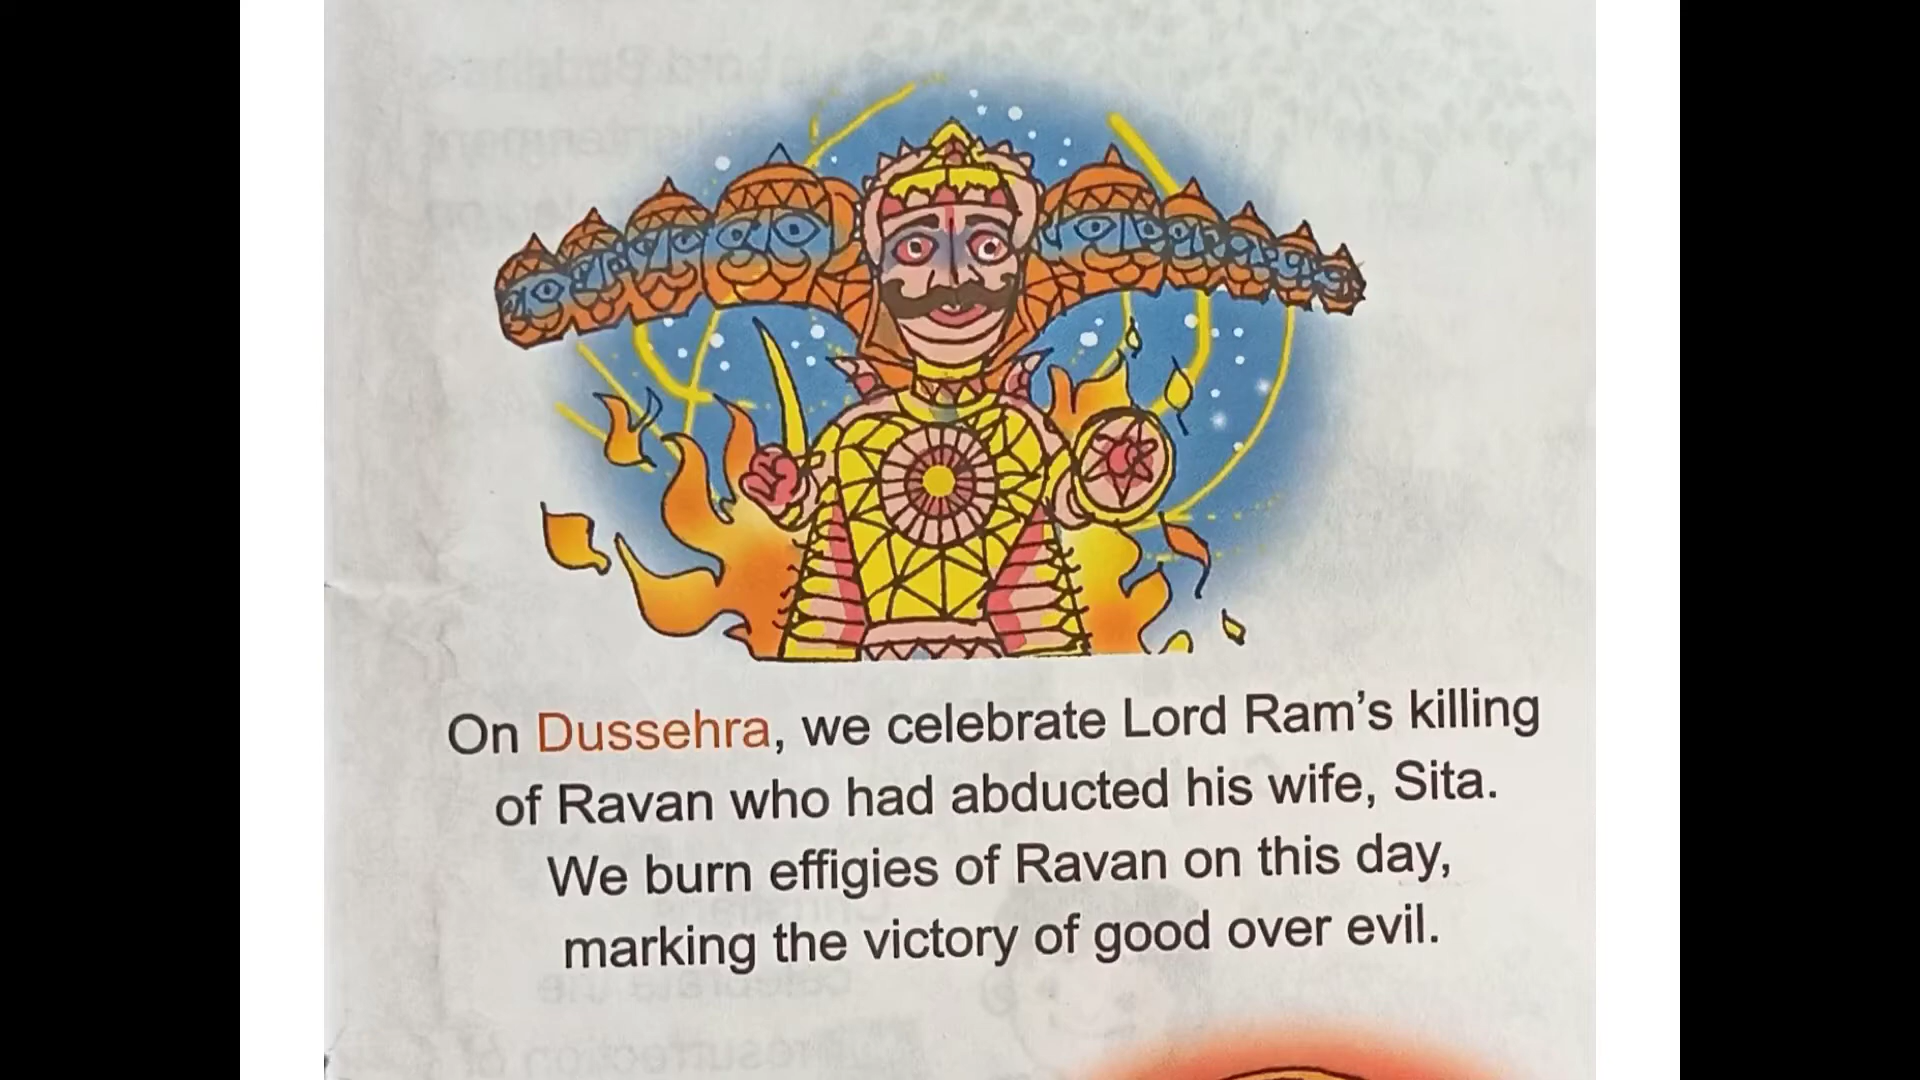 On Dussehra, we celebrate Lord Ram's killing
of Ravan who had abducted his wife, Sita.
We burn effigies of Ravan on this day,
marking the victory of good over evil.